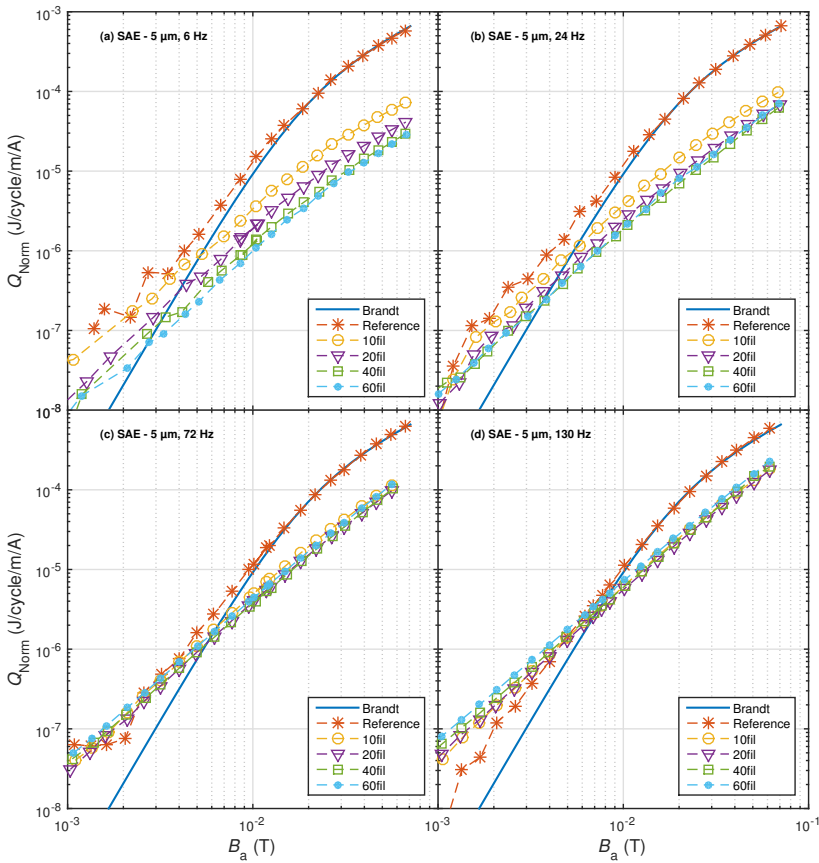 (a) SAE - 5 µm, 6 Hz
(b) SAE - 5 µm, 24 Hz
10^-3
10^-4
10^-5
10^-6
10^-7
10^-8
Q_Norm (J/cycle/m/A)
Brandt
Reference
10fil
20fil
40fil
60fil
Brandt
Reference
10fil
20fil
40fil
60fil
(c) SAE - 5 µm, 72 Hz
(d) SAE - 5 µm, 130 Hz
10^-4
10^-5
10^-6
10^-7
10^-8
Q_Norm (J/cycle/m/A)
Brandt
Reference
10fil
20fil
40fil
60fil
Brandt
Reference
10fil
20fil
40fil
60fil
10^-3
10^-2
10^-3
10^-2
10^-1
B_a (T)
B_a (T)